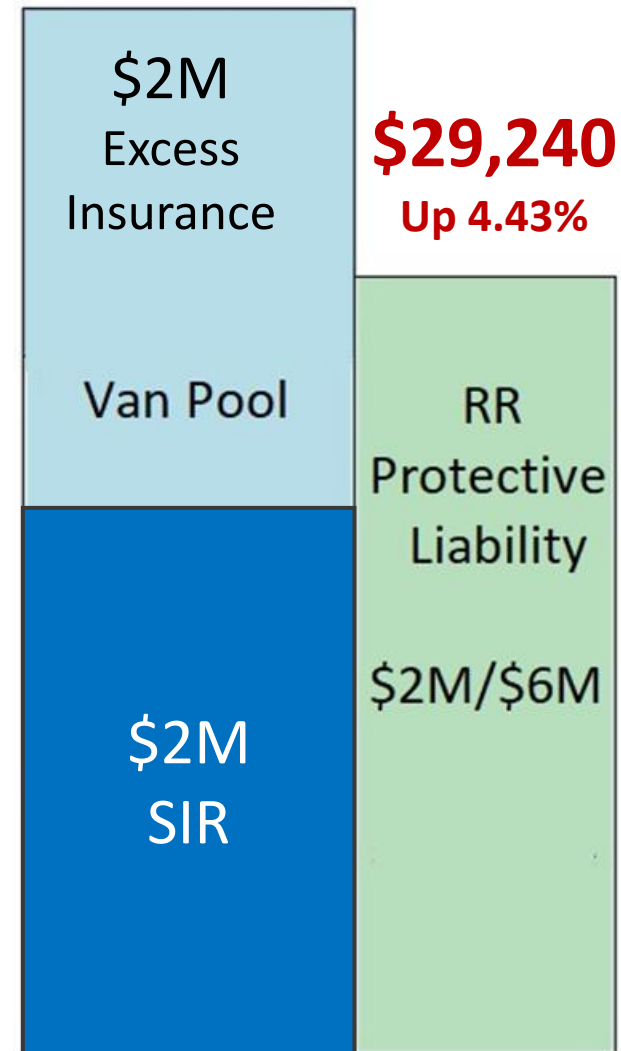 $2M
Excess
Insurance
Van Pool
$2M
SIR
$29,240
Up 4.43%
RR
Protective
Liability
$2M/$6M